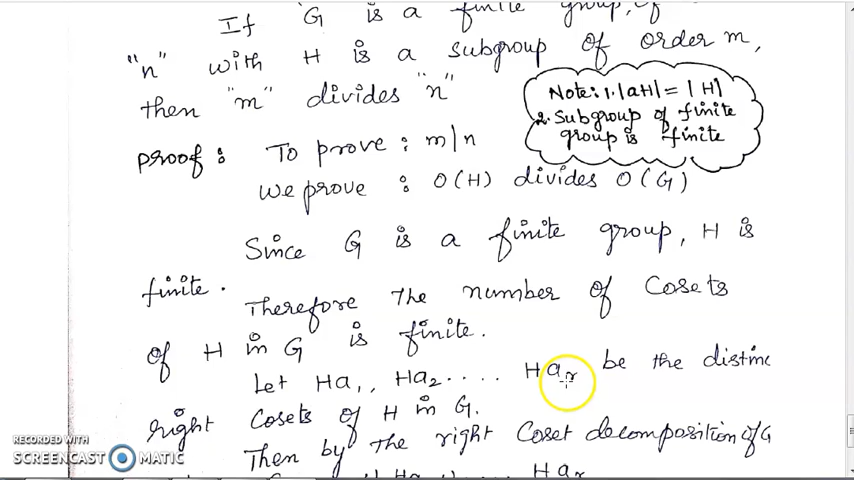 If G is a finite group, of
"n" with H is a subgroup of order m,
then "m" divides "n"
Note: 1. |aH| = |H|
2. Subgroup of finite
group is finite
proof: To prove : m|n
We prove : O(H) divides O(G)
Since G is a finite group, H is
finite.
Therefore the number of Cosets
of H in G is finite.
Let Ha₁, Ha₂ .... Haᵣ be the distinc
right Cosets of H in G.
Then by the right Coset decomposition of G
Haᵣ
RECORDED WITH
SCREENCAST MATIC